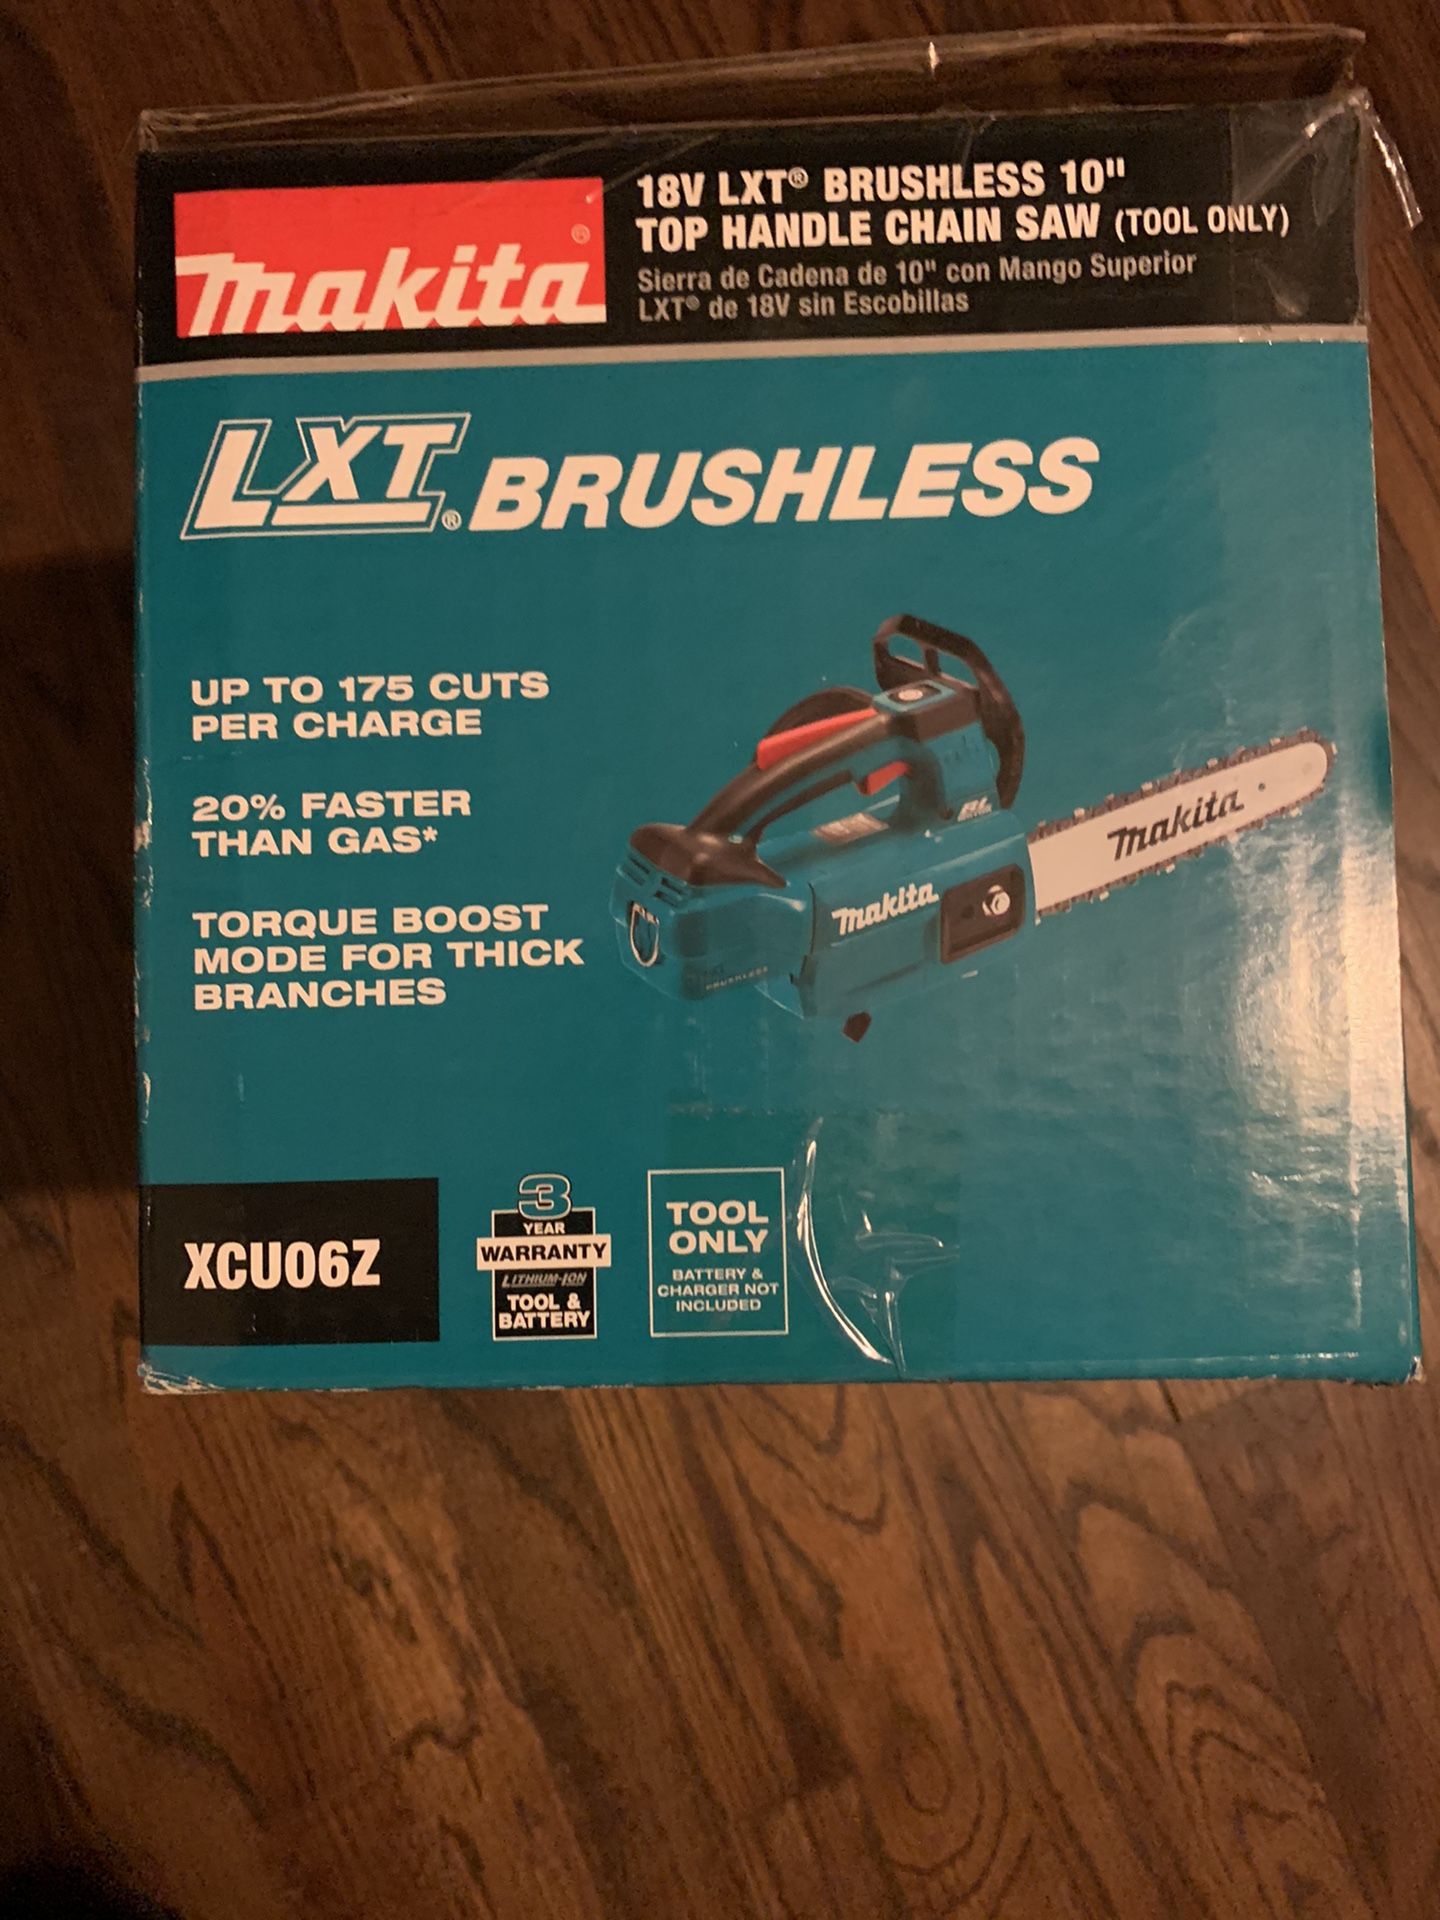 makita®
18V LXT® BRUSHLESS 10"
TOP HANDLE CHAIN SAW (TOOL ONLY)
Sierra de Cadena de 10" con Mango Superior
LXT® de 18V sin Escobillas
LXT® BRUSHLESS
UP TO 175 CUTS
PER CHARGE
20% FASTER
THAN GAS*
TORQUE BOOST
MODE FOR THICK
BRANCHES
makita
makita
BL
BRUSHLESS
XCU06Z
3
YEAR
WARRANTY
LITHIUM-ION
TOOL &
BATTERY
TOOL
ONLY
BATTERY &
CHARGER NOT
INCLUDED